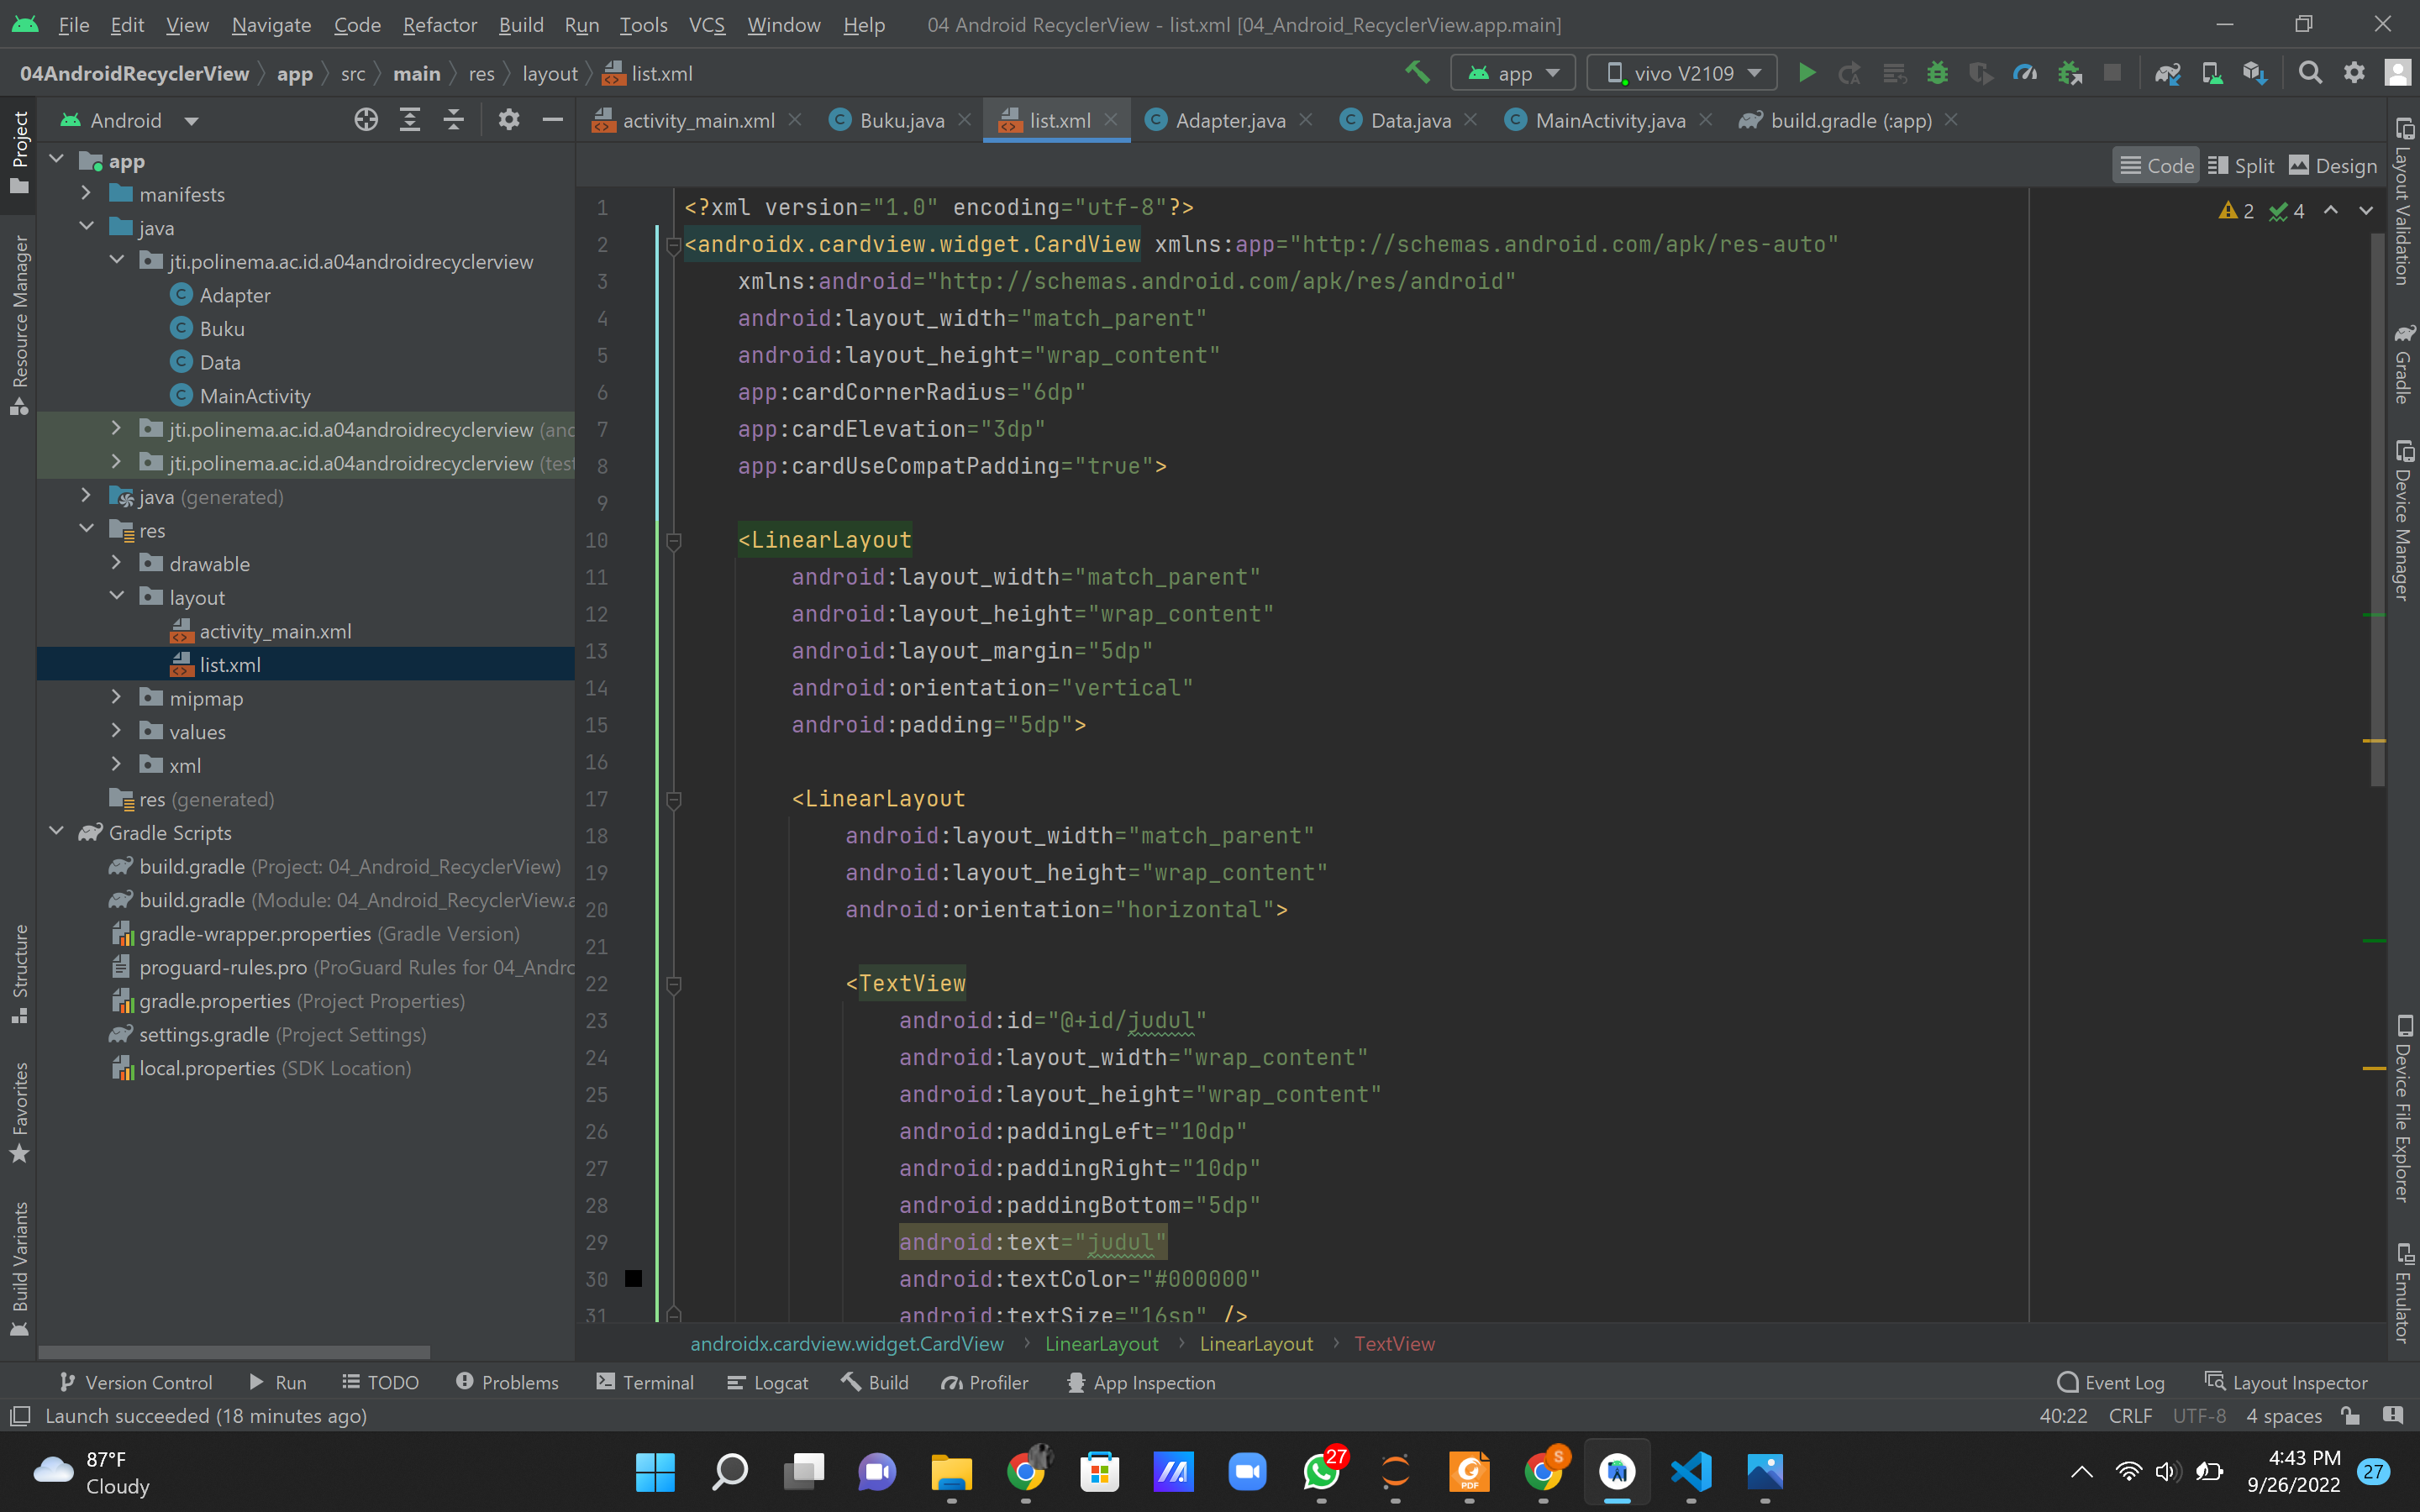 File Edit View Navigate Code Refactor Build Run Tools VCS Window Help 04 Android RecyclerView - list.xml [04_Android_RecyclerView.app.main]
04AndroidRecyclerView app src main res layout list.xml app vivo V2109
Android activity_main.xml Buku.java list.xml Adapter.java Data.java MainActivity.java build.gradle (:app)
Code Split Design
2 4
Project
Resource Manager
Structure
Favorites
Build Variants
app
manifests
java
jti.polinema.ac.id.a04androidrecyclerview
Adapter
Buku
Data
MainActivity
jti.polinema.ac.id.a04androidrecyclerview (and
jti.polinema.ac.id.a04androidrecyclerview (test
java (generated)
res
drawable
layout
activity_main.xml
list.xml
mipmap
values
xml
res (generated)
Gradle Scripts
build.gradle (Project: 04_Android_RecyclerView)
build.gradle (Module: 04_Android_RecyclerView.a
gradle-wrapper.properties (Gradle Version)
proguard-rules.pro (ProGuard Rules for 04_Andro
gradle.properties (Project Properties)
settings.gradle (Project Settings)
local.properties (SDK Location)
1 <?xml version="1.0" encoding="utf-8"?>
2 <androidx.cardview.widget.CardView xmlns:app="http://schemas.android.com/apk/res-auto"
3 xmlns:android="http://schemas.android.com/apk/res/android"
4 android:layout_width="match_parent"
5 android:layout_height="wrap_content"
6 app:cardCornerRadius="6dp"
7 app:cardElevation="3dp"
8 app:cardUseCompatPadding="true">
9
10 <LinearLayout
11 android:layout_width="match_parent"
12 android:layout_height="wrap_content"
13 android:layout_margin="5dp"
14 android:orientation="vertical"
15 android:padding="5dp">
16
17 <LinearLayout
18 android:layout_width="match_parent"
19 android:layout_height="wrap_content"
20 android:orientation="horizontal">
21
22 <TextView
23 android:id="@+id/judul"
24 android:layout_width="wrap_content"
25 android:layout_height="wrap_content"
26 android:paddingLeft="10dp"
27 android:paddingRight="10dp"
28 android:paddingBottom="5dp"
29 android:text="judul"
30 android:textColor="#000000"
31 android:textSize="16sp" />
Layout Validation
Gradle
Device Manager
Device File Explorer
Emulator
androidx.cardview.widget.CardView LinearLayout LinearLayout TextView
Version Control Run TODO Problems Terminal Logcat Build Profiler App Inspection Event Log Layout Inspector
Launch succeeded (18 minutes ago) 40:22 CRLF UTF-8 4 spaces
87°F
Cloudy
27
S
PDF
4:43 PM
9/26/2022
27